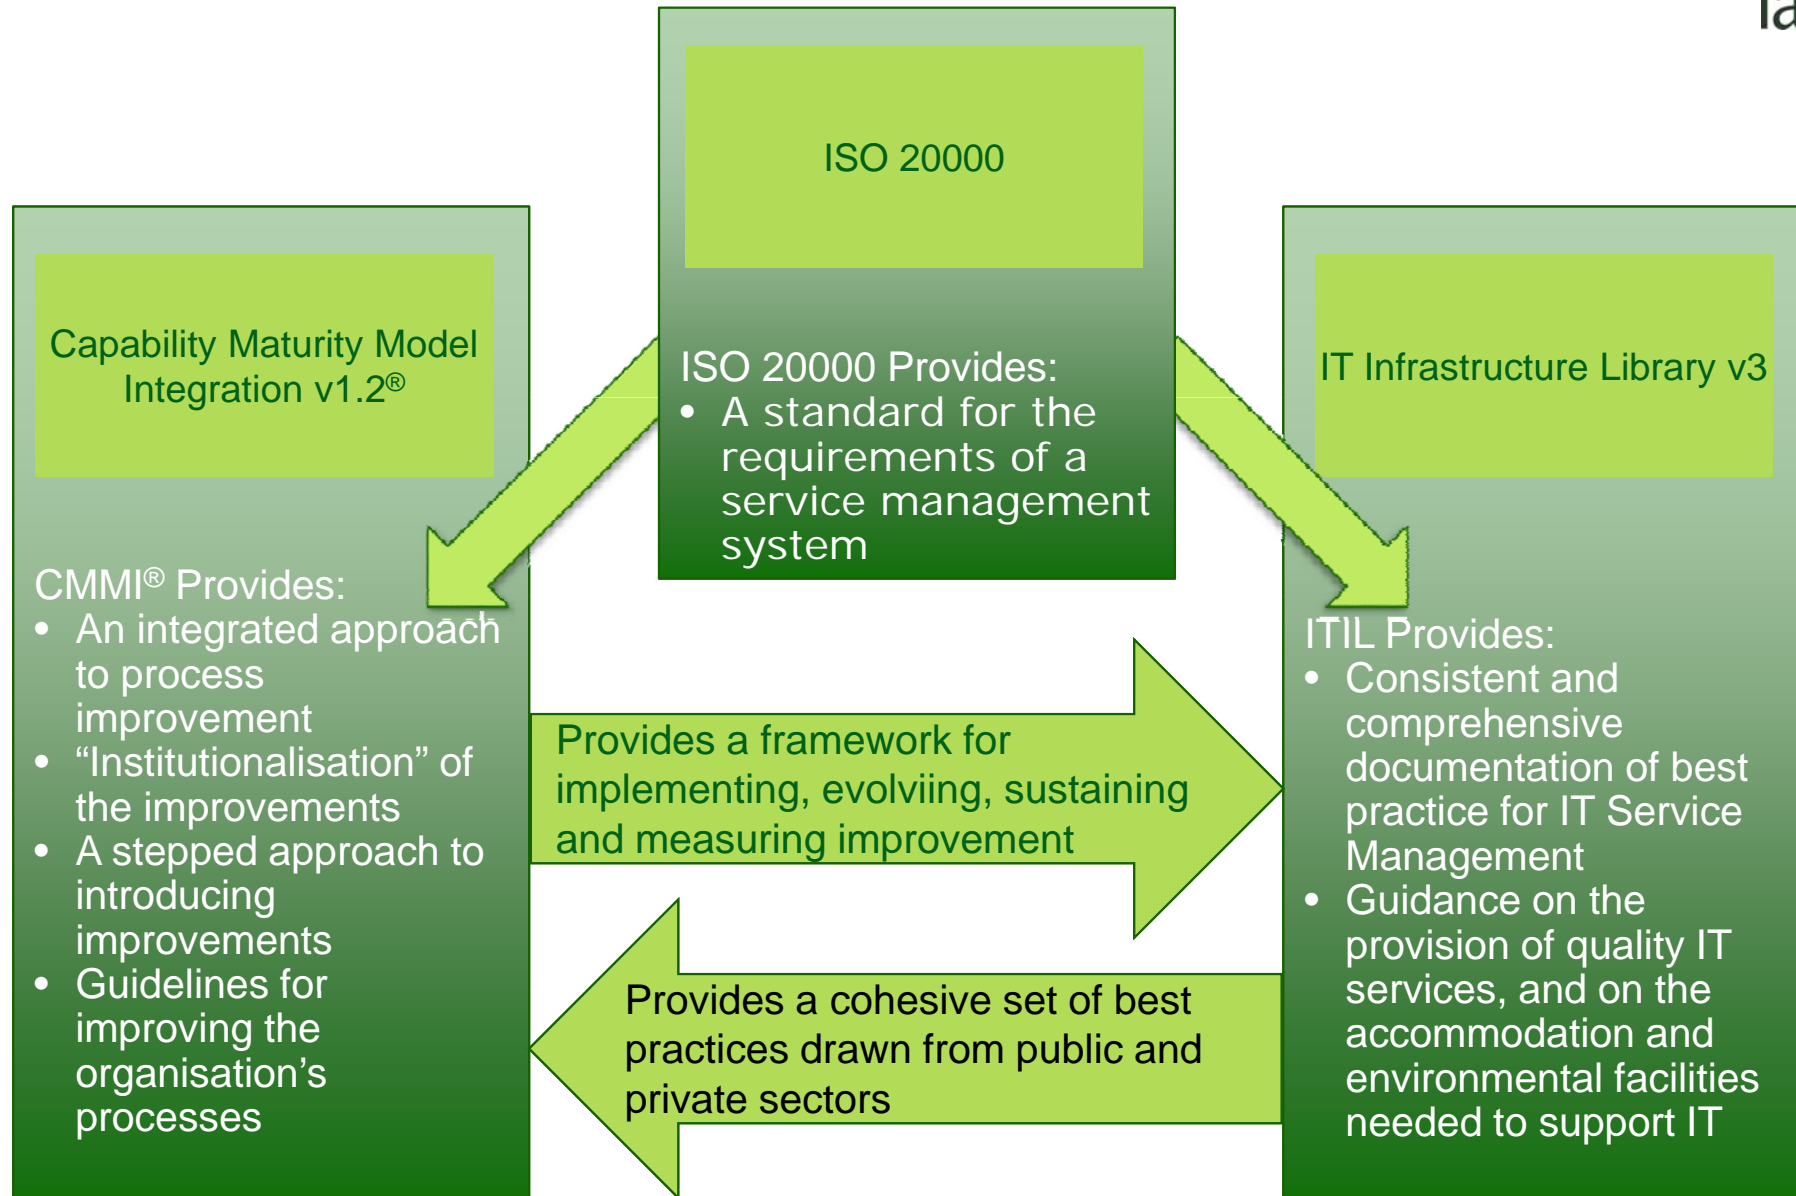 ISO 20000
ISO 20000 Provides:
• A standard for the
requirements of a
service management
system
Capability Maturity Model
Integration v1.2®
CMMI® Provides:
• An integrated approach
to process
improvement
• “Institutionalisation” of
the improvements
• A stepped approach to
introducing
improvements
• Guidelines for
improving the
organisation’s
processes
Provides a framework for
implementing, evolviing, sustaining
and measuring improvement
Provides a cohesive set of best
practices drawn from public and
private sectors
IT Infrastructure Library v3
ITIL Provides:
• Consistent and
comprehensive
documentation of best
practice for IT Service
Management
• Guidance on the
provision of quality IT
services, and on the
accommodation and
environmental facilities
needed to support IT